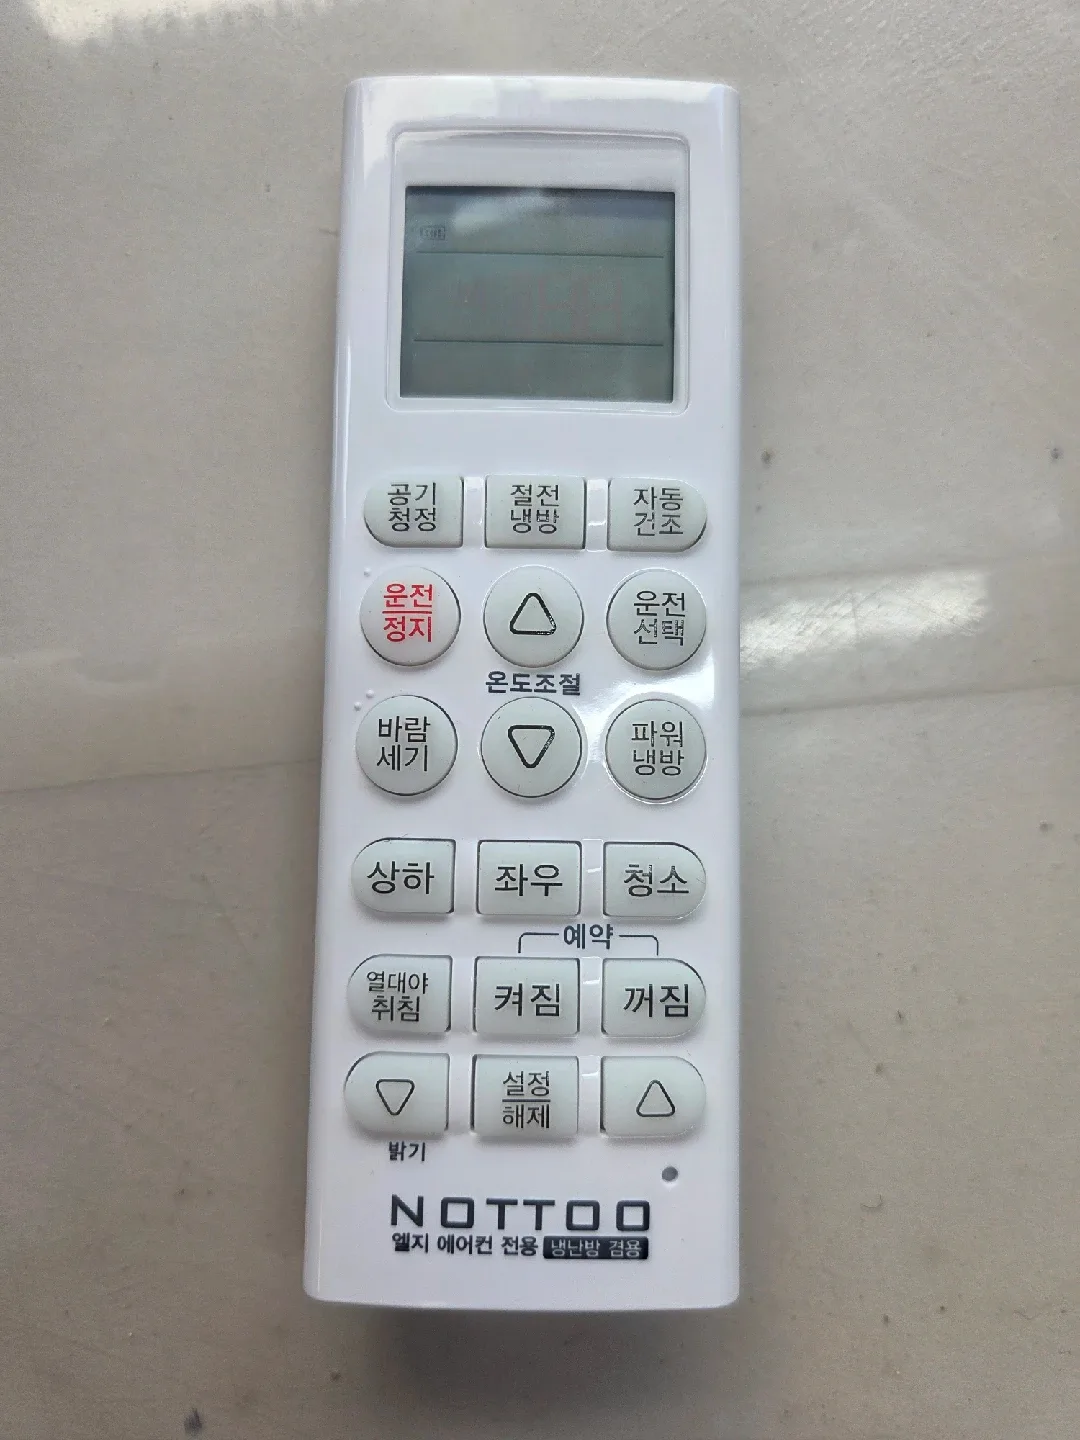 공기 청정
절전 냉방
자동 건조
운전
정지
운전 선택
온도조절
바람 세기
파워 냉방
상하
좌우
청소
예약
열대야 취침
켜짐
꺼짐
설정
해제
밝기
NOTTOO
엘지 에어컨 전용 냉난방 겸용